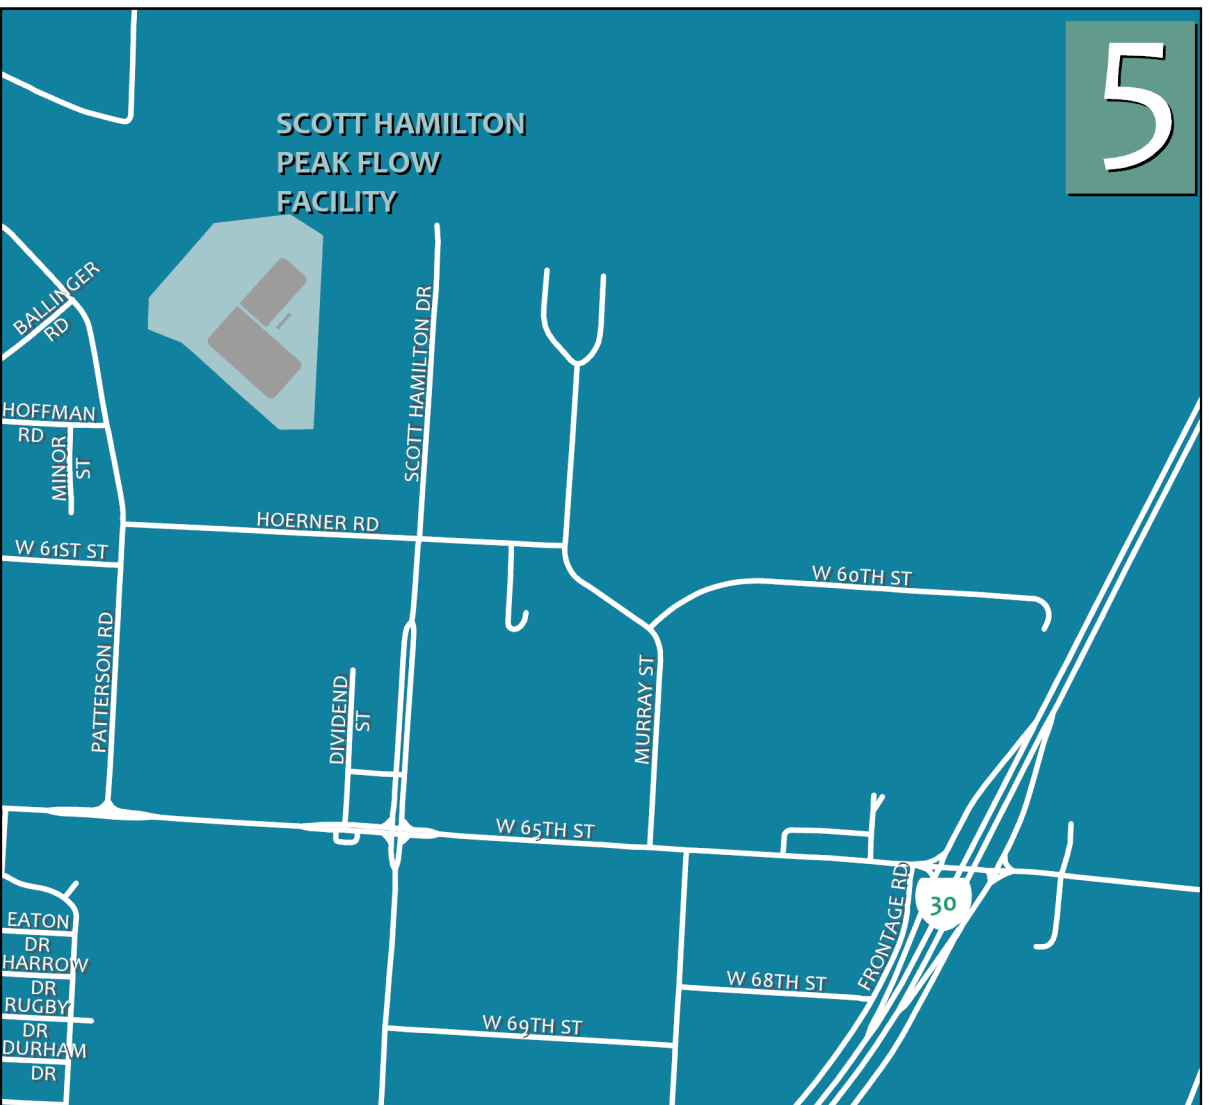 5
SCOTT HAMILTON
PEAK FLOW
FACILITY
BALLINGER
RD
SCOTT HAMILTON DR
HOFFMAN
RD
MINOR
ST
HOERNER RD
W 61ST ST
W 60TH ST
PATTERSON RD
DIVIDEND
ST
MURRAY ST
W 65TH ST
FRONTAGE RD
30
EATON
DR
HARROW
DR
W 68TH ST
RUGBY
DR
W 69TH ST
DURHAM
DR